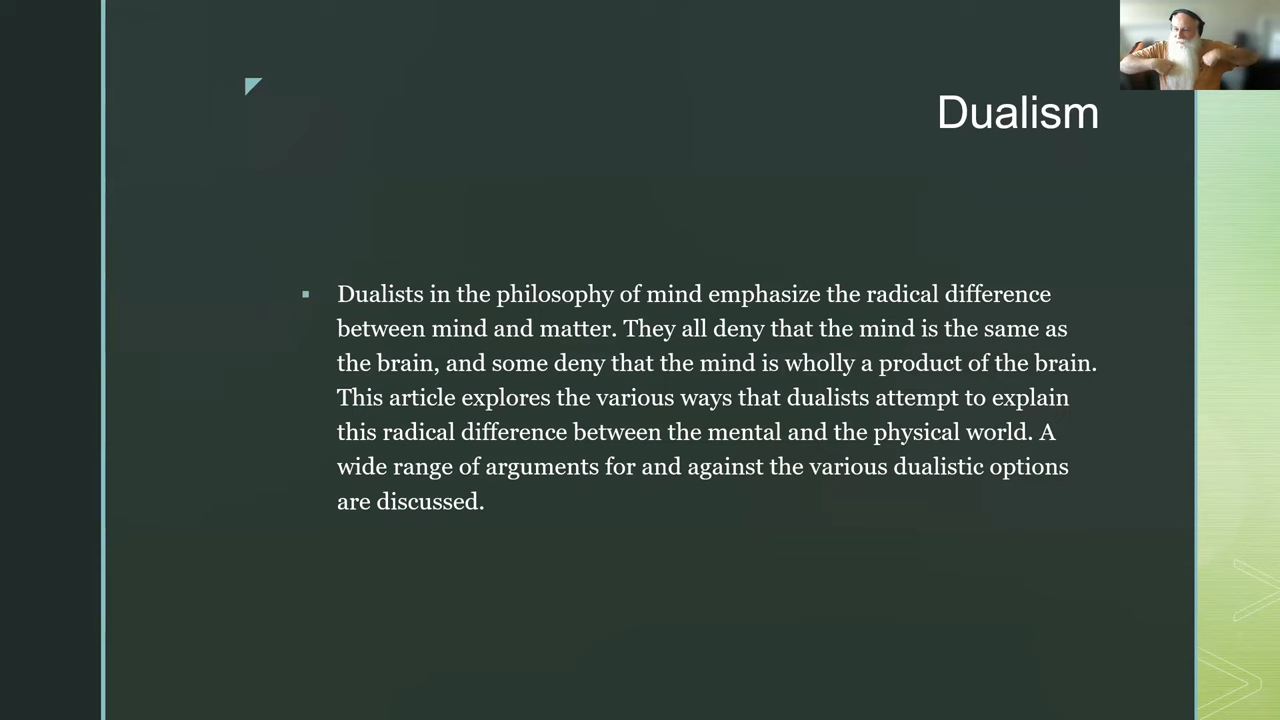 Dualism
Dualists in the philosophy of mind emphasize the radical difference
between mind and matter. They all deny that the mind is the same as
the brain, and some deny that the mind is wholly a product of the brain.
This article explores the various ways that dualists attempt to explain
this radical difference between the mental and the physical world. A
wide range of arguments for and against the various dualistic options
are discussed.